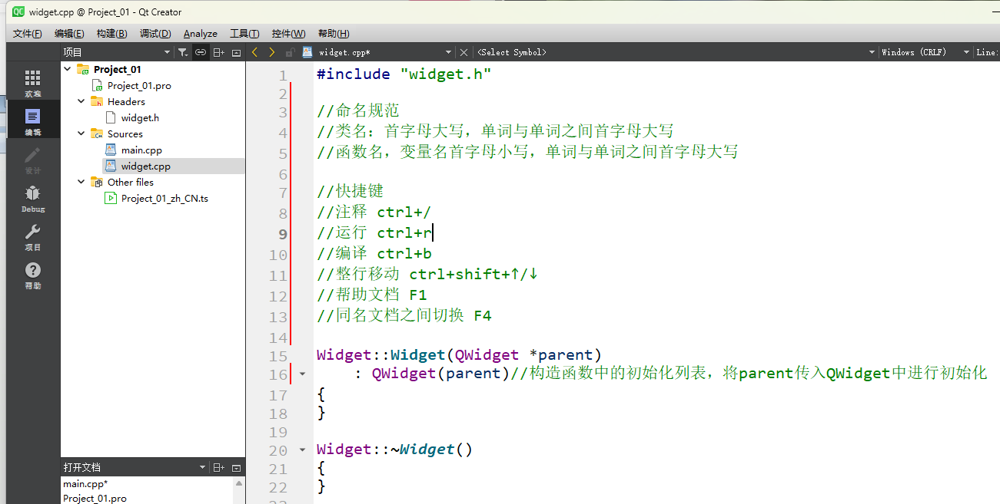 widget.cpp @ Project_01 - Qt Creator
文件(F) 编辑(E) 构建(B) 调试(D) Analyze 工具(T) 控件(W) 帮助(H)
项目 widget.cpp* <Select Symbol> Windows (CRLF) Line:
欢迎
编辑
设计
Debug
项目
帮助
Project_01
Project_01.pro
Headers
widget.h
Sources
main.cpp
widget.cpp
Other files
Project_01_zh_CN.ts
打开文档
main.cpp*
Project_01.pro
1 #include "widget.h"
2
3 //命名规范
4 //类名：首字母大写，单词与单词之间首字母大写
5 //函数名，变量名首字母小写，单词与单词之间首字母大写
6
7 //快捷键
8 //注释 ctrl+/
9 //运行 ctrl+r
10 //编译 ctrl+b
11 //整行移动 ctrl+shift+↑/↓
12 //帮助文档 F1
13 //同名文档之间切换 F4
14
15 Widget::Widget(QWidget *parent)
16 : QWidget(parent)//构造函数中的初始化列表，将parent传入QWidget中进行初始化
17 {
18 }
19
20 Widget::~Widget()
21 {
22 }